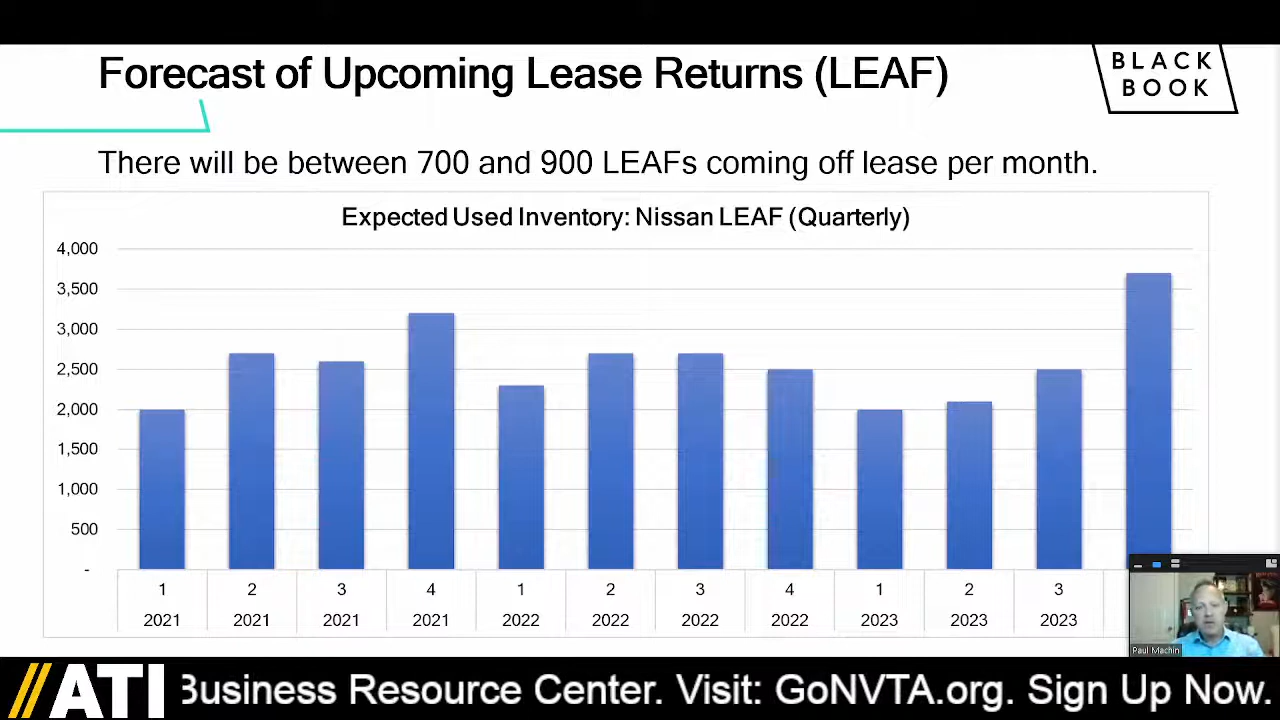 Forecast of Upcoming Lease Returns (LEAF)
BLACK
BOOK
There will be between 700 and 900 LEAFs coming off lease per month.
Expected Used Inventory: Nissan LEAF (Quarterly)
4,000
3,500
3,000
2,500
2,000
1,500
1,000
500
-
1 2 3 4 1 2 3 4 1 2 3
2021 2021 2021 2021 2022 2022 2022 2022 2023 2023 2023
Paul Machin
//ATI Business Resource Center. Visit: GoNVTA.org. Sign Up Now.